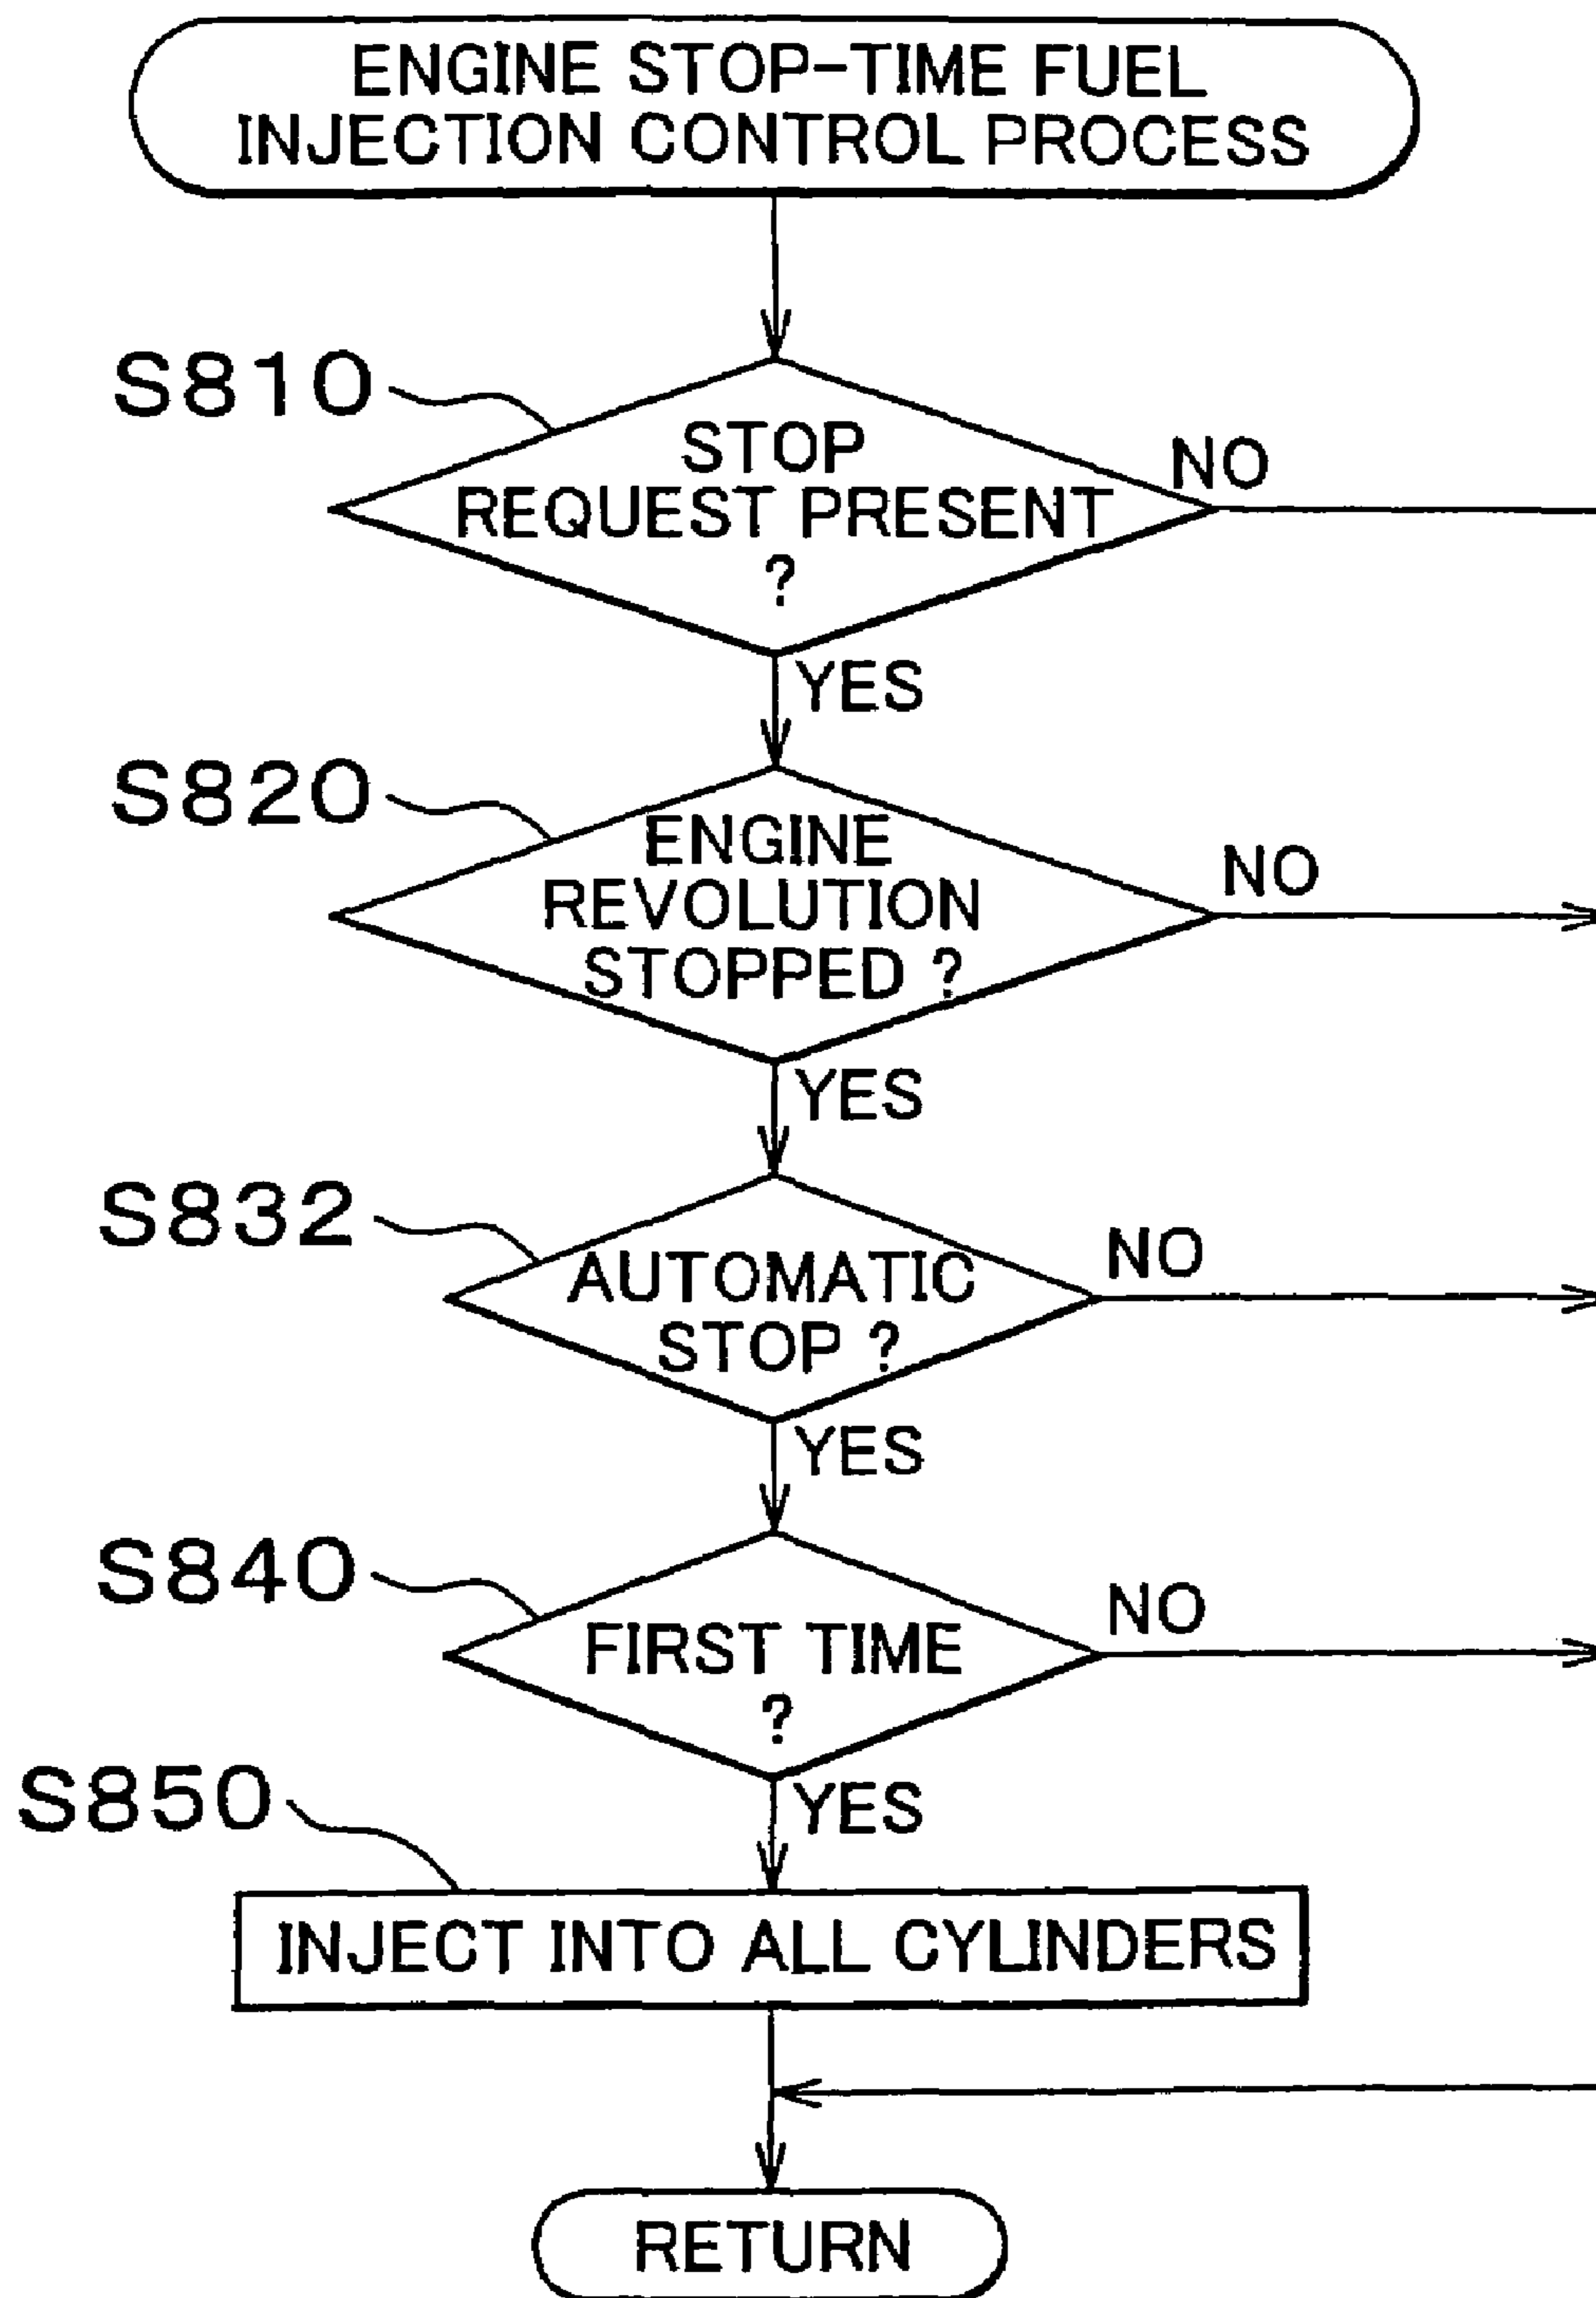 ENGINE STOP-TIME FUEL
INJECTION CONTROL PROCESS
S810
STOP
REQUEST PRESENT
?
NO
YES
S820
ENGINE
REVOLUTION
STOPPED ?
NO
YES
S832
AUTOMATIC
STOP ?
NO
YES
S840
FIRST TIME
?
NO
YES
S850
INJECT INTO ALL CYLINDERS
RETURN